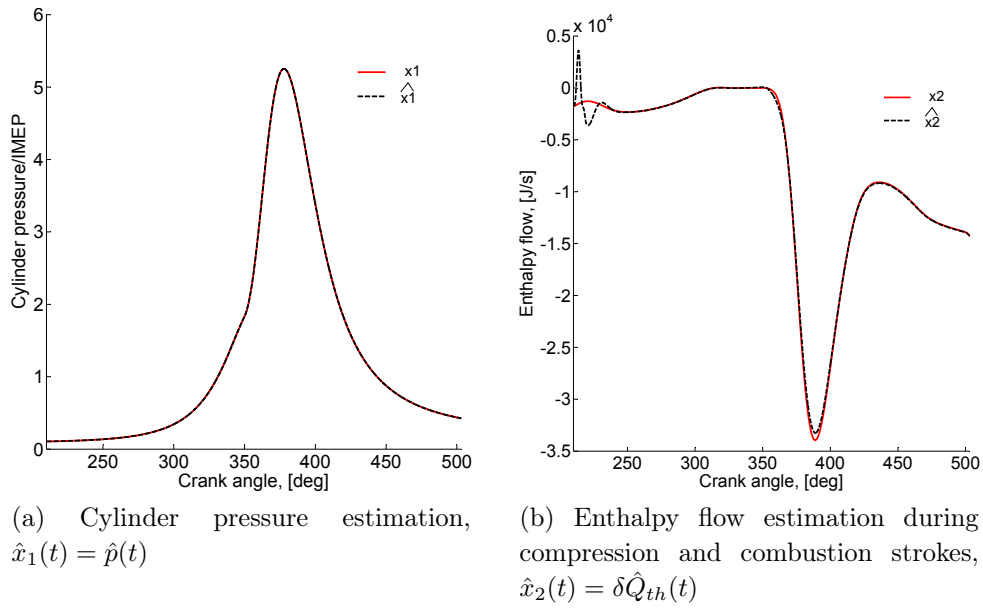 6
5
4
3
2
1
0
250
300
350
400
450
500
Cylinder pressure/IMEP
Crank angle, [deg]
x1
x̂1
x 10⁴
0.5
0
-0.5
-1
-1.5
-2
-2.5
-3
-3.5
250
300
350
400
450
500
Enthalpy flow, [J/s]
Crank angle, [deg]
x2
x̂2
(a) Cylinder pressure estimation,
x̂₁(t) = p̂(t)
(b) Enthalpy flow estimation during
compression and combustion strokes,
x̂₂(t) = δQ̂ₜₕ(t)